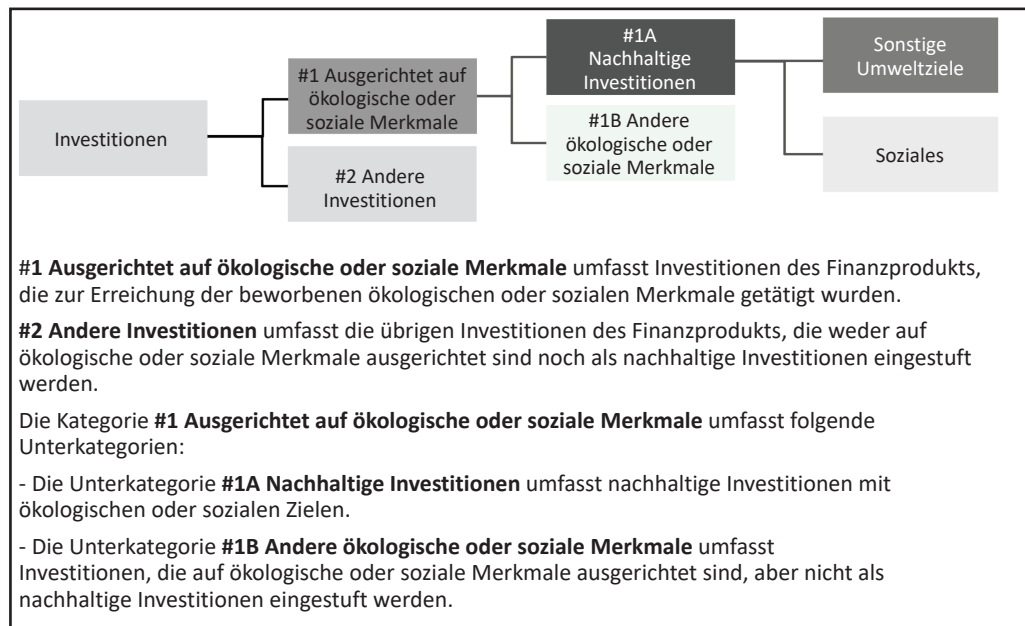 Investitionen
#1 Ausgerichtet auf
ökologische oder
soziale Merkmale
#2 Andere
Investitionen
#1A
Nachhaltige
Investitionen
#1B Andere
ökologische oder
soziale Merkmale
Sonstige
Umweltziele
Soziales
#1 Ausgerichtet auf ökologische oder soziale Merkmale umfasst Investitionen des Finanzprodukts,
die zur Erreichung der beworbenen ökologischen oder sozialen Merkmale getätigt wurden.
#2 Andere Investitionen umfasst die übrigen Investitionen des Finanzprodukts, die weder auf
ökologische oder soziale Merkmale ausgerichtet sind noch als nachhaltige Investitionen eingestuft
werden.
Die Kategorie #1 Ausgerichtet auf ökologische oder soziale Merkmale umfasst folgende
Unterkategorien:
- Die Unterkategorie #1A Nachhaltige Investitionen umfasst nachhaltige Investitionen mit
ökologischen oder sozialen Zielen.
- Die Unterkategorie #1B Andere ökologische oder soziale Merkmale umfasst
Investitionen, die auf ökologische oder soziale Merkmale ausgerichtet sind, aber nicht als
nachhaltige Investitionen eingestuft werden.